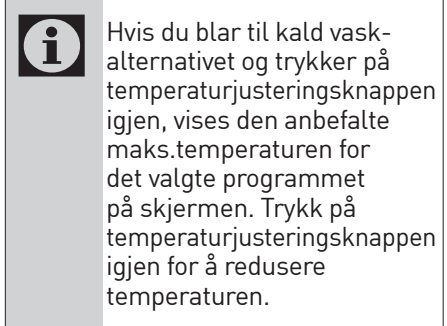 Hvis du blar til kald vask-
alternativet og trykker på
temperaturjusteringsknappen
igjen, vises den anbefalte
maks.temperaturen for
det valgte programmet
på skjermen. Trykk på
temperaturjusteringsknappen
igjen for å redusere
temperaturen.